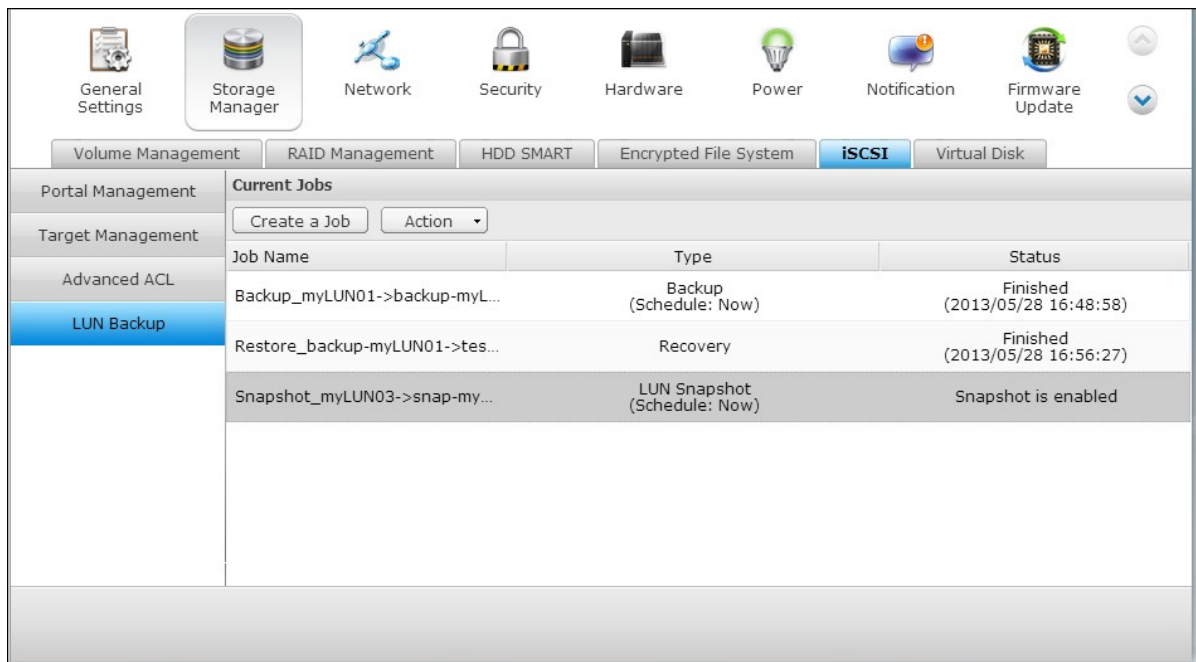 General Settings
Storage Manager
Network
Security
Hardware
Power
Notification
Firmware Update
Volume Management
RAID Management
HDD SMART
Encrypted File System
iSCSI
Virtual Disk
Portal Management
Target Management
Advanced ACL
LUN Backup
Current Jobs
Create a Job
Action
Job Name
Type
Status
Backup_myLUN01->backup-myL...
Backup
(Schedule: Now)
Finished
(2013/05/28 16:48:58)
Restore_backup-myLUN01->tes...
Recovery
Finished
(2013/05/28 16:56:27)
Snapshot_myLUN03->snap-my...
LUN Snapshot
(Schedule: Now)
Snapshot is enabled